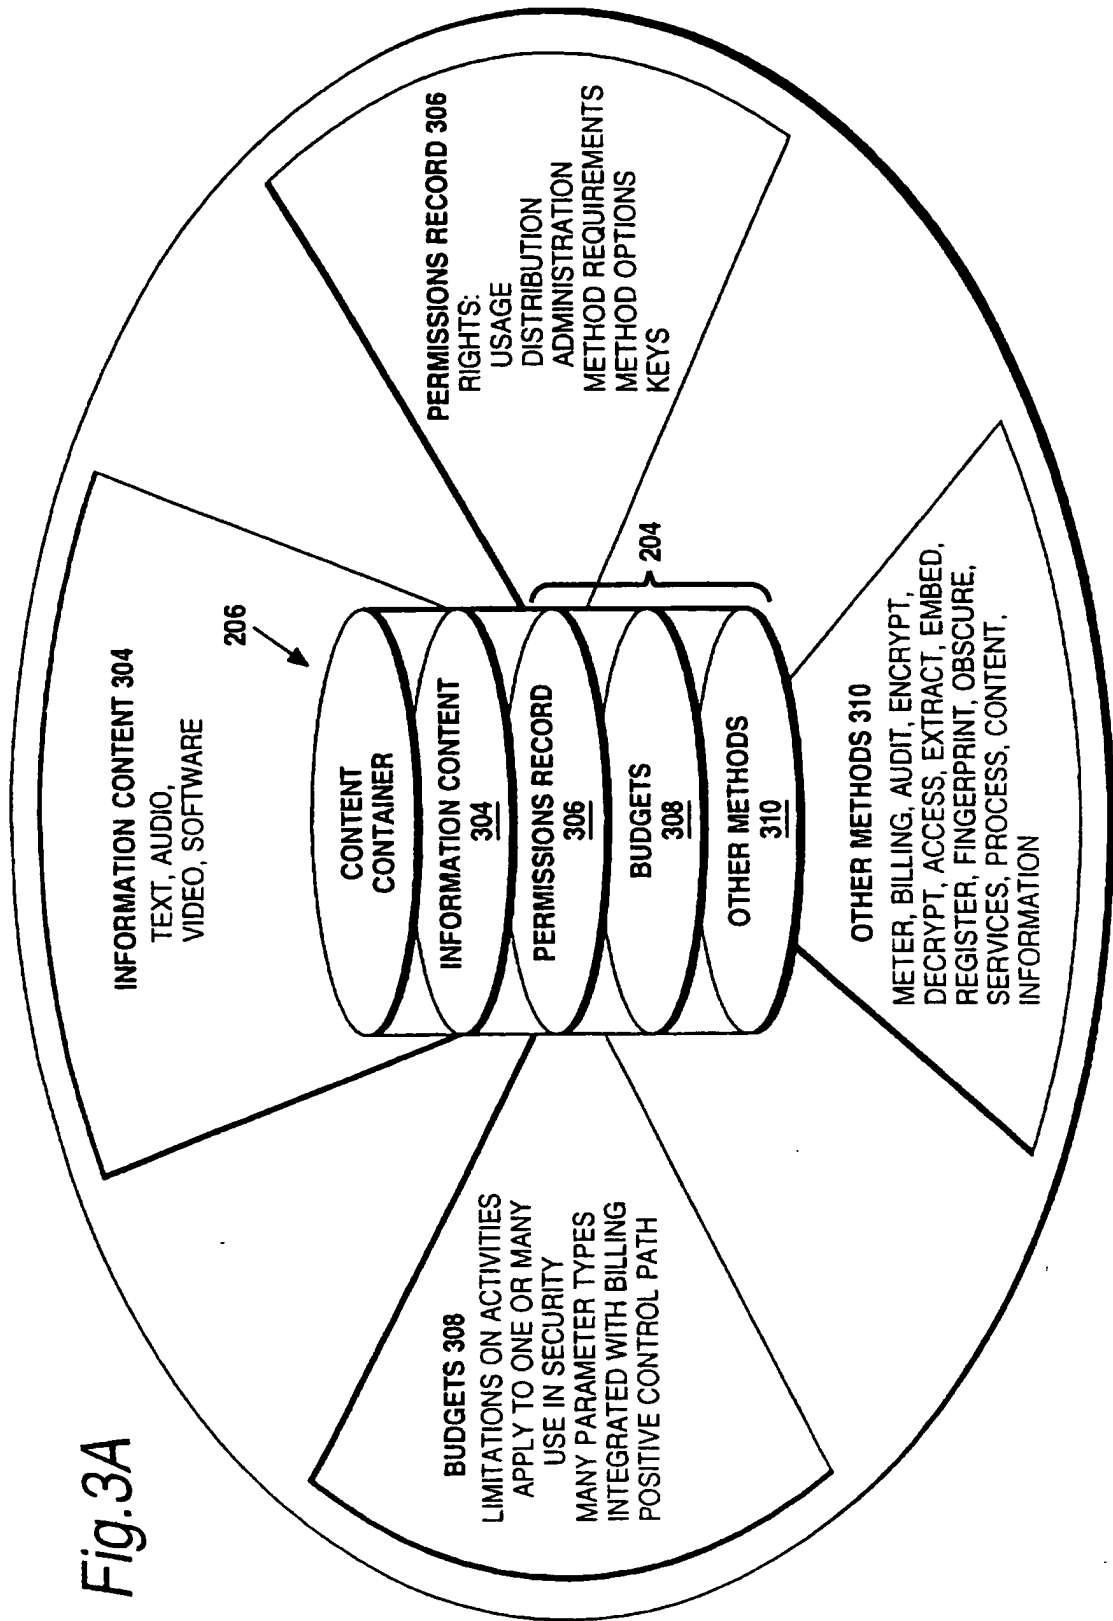 Fig.3A
INFORMATION CONTENT 304
TEXT, AUDIO,
VIDEO, SOFTWARE
206
BUDGETS 308
LIMITATIONS ON ACTIVITIES
APPLY TO ONE OR MANY
USE IN SECURITY
MANY PARAMETER TYPES
INTEGRATED WITH BILLING
POSITIVE CONTROL PATH
CONTENT
CONTAINER
INFORMATION CONTENT
304
PERMISSIONS RECORD
306
BUDGETS
308
OTHER METHODS
310
204
PERMISSIONS RECORD 306
RIGHTS:
USAGE
DISTRIBUTION
ADMINISTRATION
METHOD REQUIREMENTS
METHOD OPTIONS
KEYS
OTHER METHODS 310
METER, BILLING, AUDIT, ENCRYPT,
DECRYPT, ACCESS, EXTRACT, EMBED,
REGISTER, FINGERPRINT, OBSCURE,
SERVICES, PROCESS, CONTENT,
INFORMATION